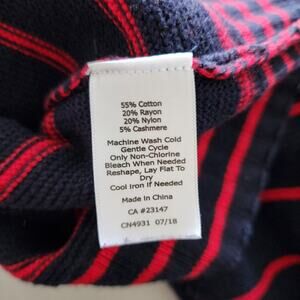 55% Cotton
20% Rayon
20% Nylon
5% Cashmere
Machine Wash Cold
Gentle Cycle
Only Non-Chlorine
Bleach When Needed
Reshape, Lay Flat To
Dry
Cool Iron If Needed
Made in China
CA #23147
CN4931 07/18